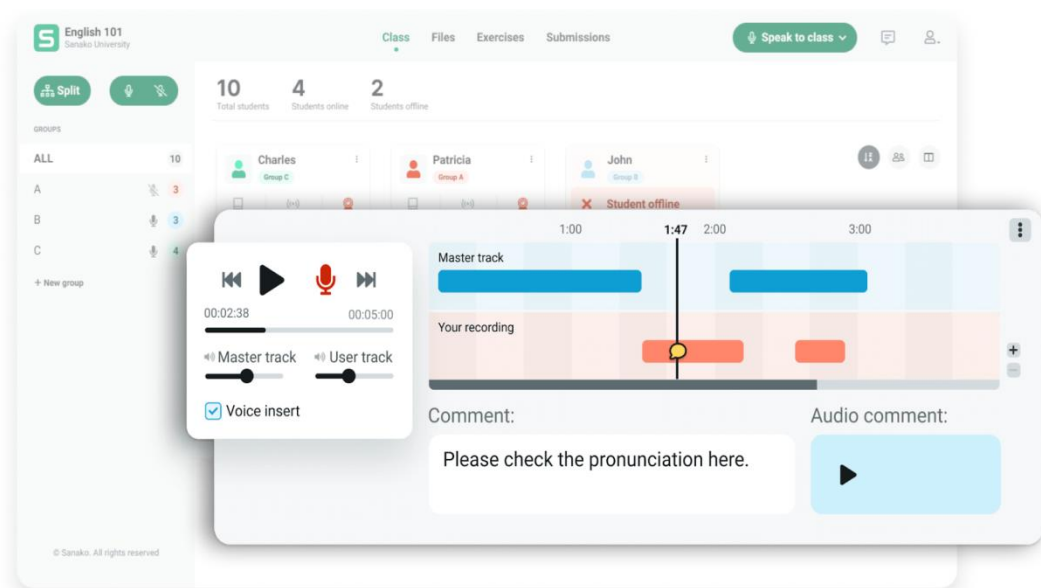 English 101
Sanako University
Class Files Exercises Submissions
Speak to class
Split
10 4 2
Total students Students online Students offline
GROUPS
ALL 10
A 3
B 3
C 4
+ New group
Charles
Group C
Patricia
Group A
John
Group B
Student offline
1:00 1:47 2:00 3:00
Master track
Your recording
00:02:38 00:05:00
Master track User track
Voice insert
Comment:
Please check the pronunciation here.
Audio comment:
© Sanako. All rights reserved